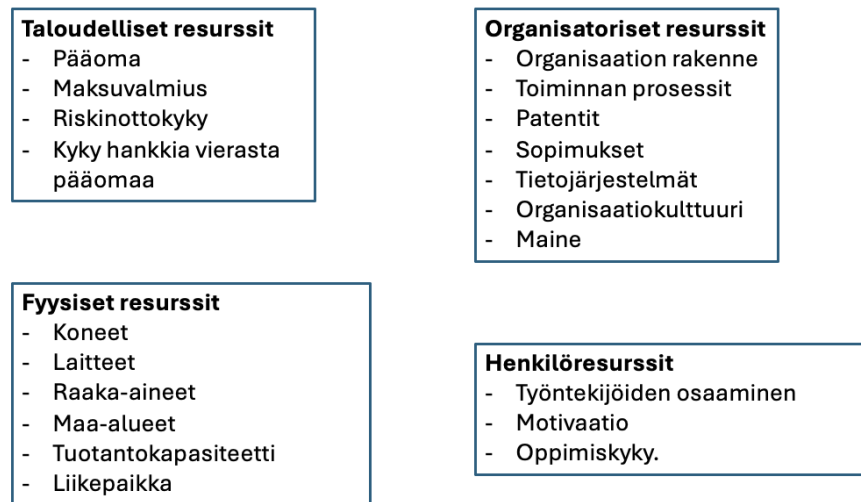 Taloudelliset resurssit
- Pääoma
- Maksuvalmius
- Riskinottokyky
- Kyky hankkia vierasta
pääomaa
Organisatoriset resurssit
- Organisaation rakenne
- Toiminnan prosessit
- Patentit
- Sopimukset
- Tietojärjestelmät
- Organisaatiokulttuuri
- Maine
Fyysiset resurssit
- Koneet
- Laitteet
- Raaka-aineet
- Maa-alueet
- Tuotantokapasiteetti
- Liikepaikka
Henkilöresurssit
- Työntekijöiden osaaminen
- Motivaatio
- Oppimiskyky.